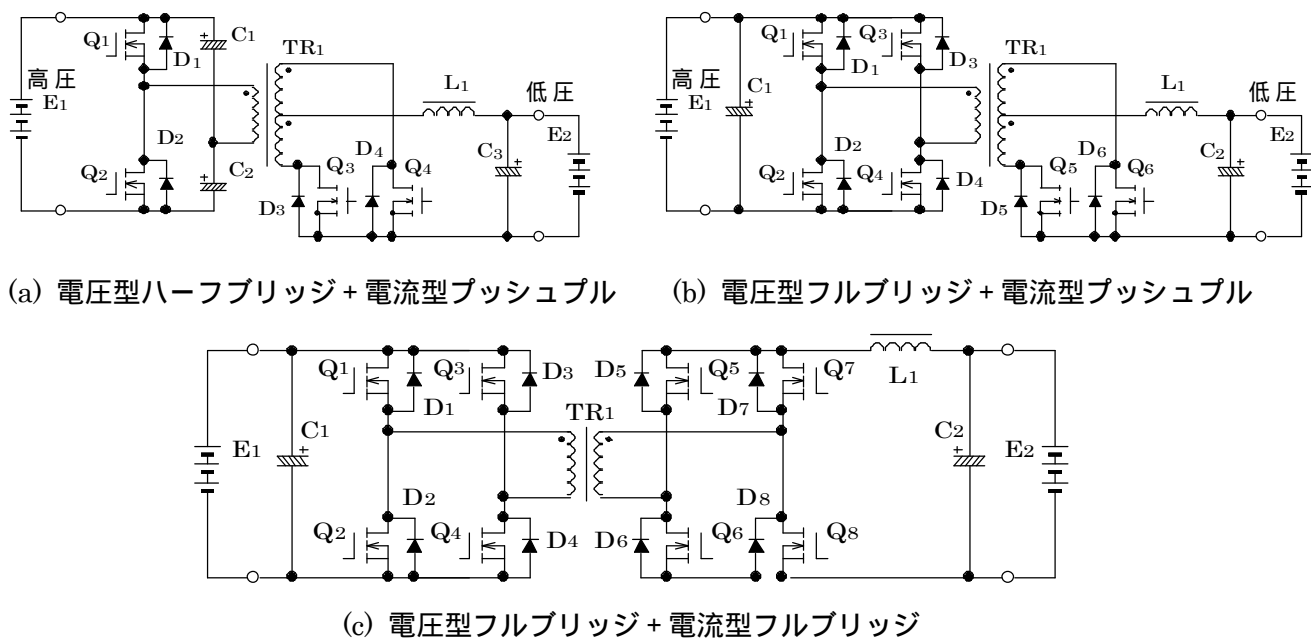 Q1
D1
C1
高圧
E1
D2
Q2
C2
TR1
L1
低圧
E2
D4
Q3
Q4
C3
D3
(a) 電圧型ハーフブリッジ + 電流型プッシュプル
Q1
Q3
D1
D3
高圧
E1
C1
D2
Q2
Q4
D4
TR1
L1
低圧
E2
D6
Q5
Q6
C2
D5
(b) 電圧型フルブリッジ + 電流型プッシュプル
Q1
Q3
D3
D1
E1
C1
TR1
D2
Q2
Q4
D4
D5
Q5
D7
Q7
L1
C2
E2
D8
D6
Q6
Q8
(c) 電圧型フルブリッジ + 電流型フルブリッジ